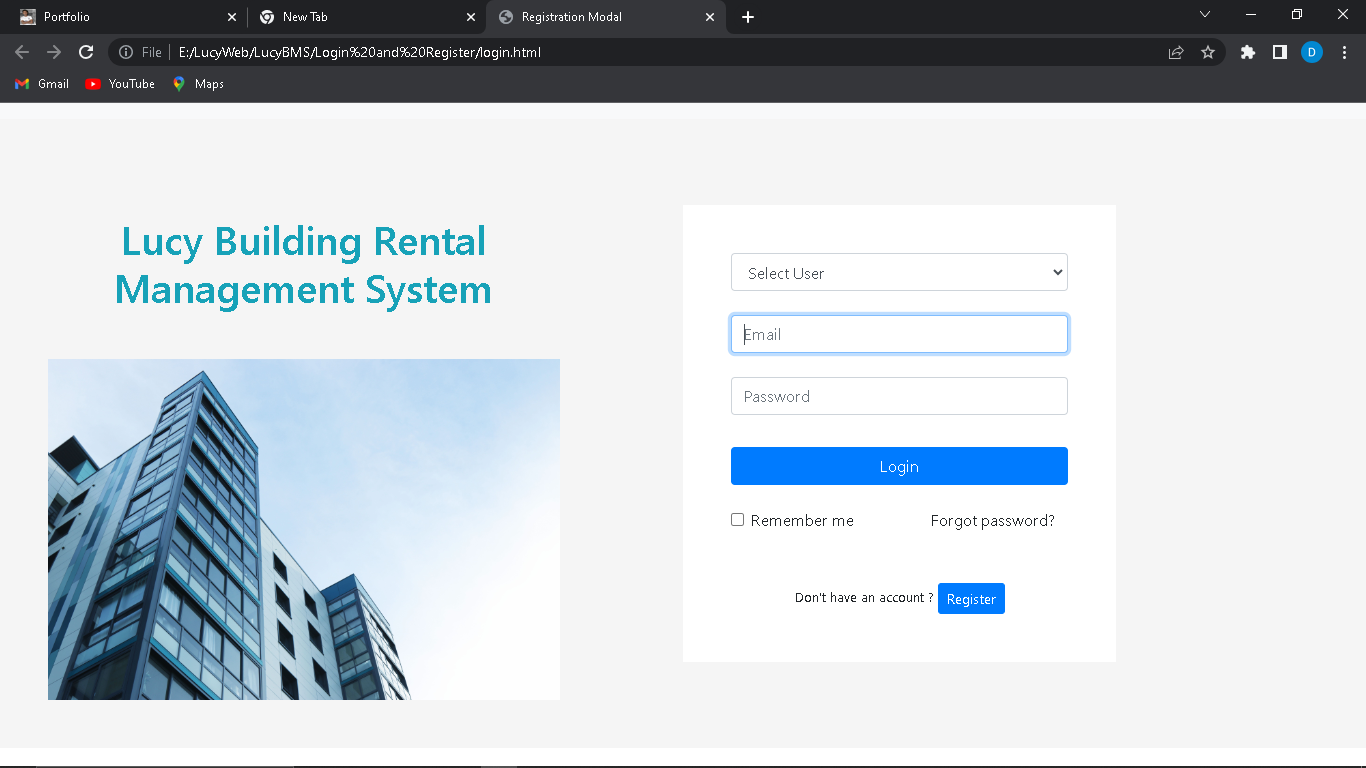 Portfolio
New Tab
Registration Modal
File
E:/LucyWeb/LucyBMS/Login%20and%20Register/login.html
D
Gmail
YouTube
Maps
Lucy Building Rental
Management System
Select User
Email
Password
Login
Remember me
Forgot password?
Don't have an account ? Register